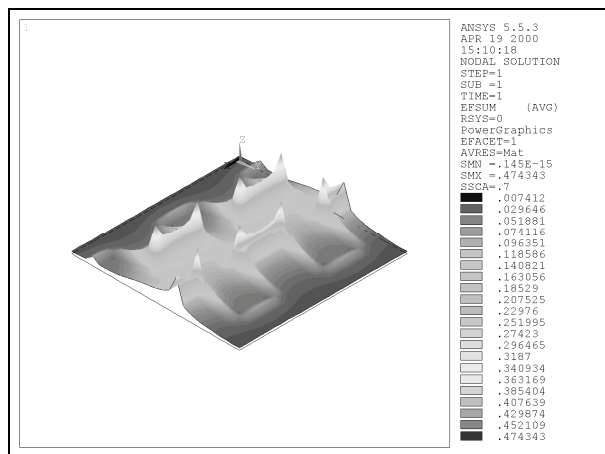 1
ANSYS 5.5.3
APR 19 2000
15:10:18
NODAL SOLUTION
STEP=1
SUB =1
TIME=1
EFSUM (AVG)
RSYS=0
PowerGraphics
EFACET=1
AVRES=Mat
SMN =.145E-15
SMX =.474343
SSCA=.7
.007412
.029646
.051881
.074116
.096351
.118586
.140821
.163056
.18529
.207525
.22976
.251995
.27423
.296465
.3187
.340934
.363169
.385404
.407639
.429874
.452109
.474343
Z